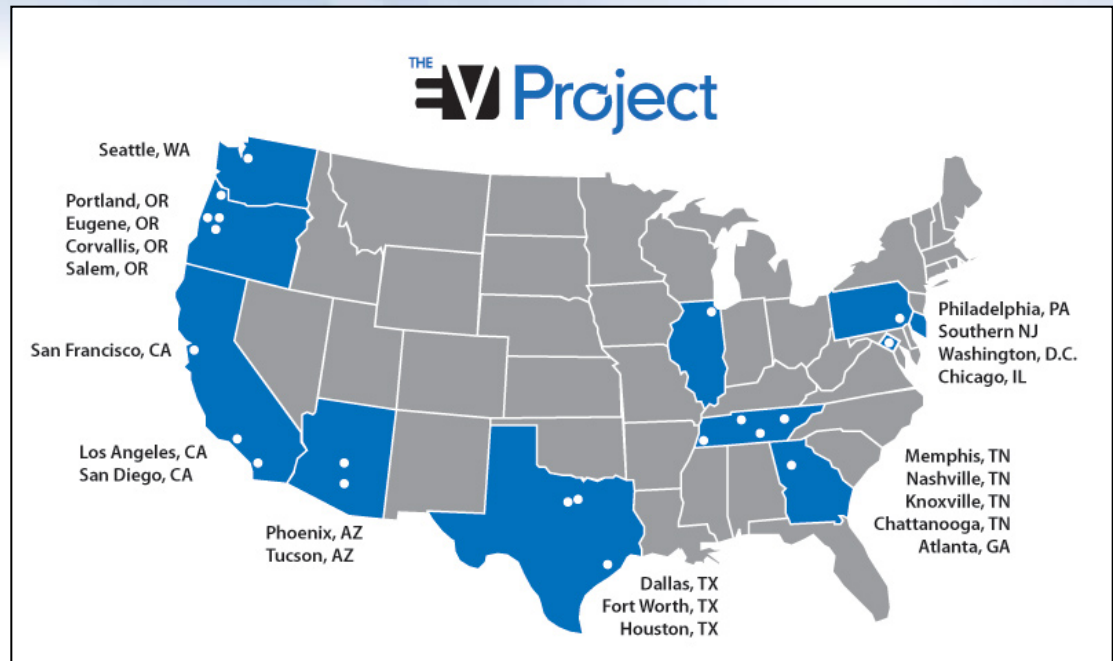 THE
EV Project
Seattle, WA
Portland, OR
Eugene, OR
Corvallis, OR
Salem, OR
San Francisco, CA
Los Angeles, CA
San Diego, CA
Phoenix, AZ
Tucson, AZ
Dallas, TX
Fort Worth, TX
Houston, TX
Philadelphia, PA
Southern NJ
Washington, D.C.
Chicago, IL
Memphis, TN
Nashville, TN
Knoxville, TN
Chattanooga, TN
Atlanta, GA